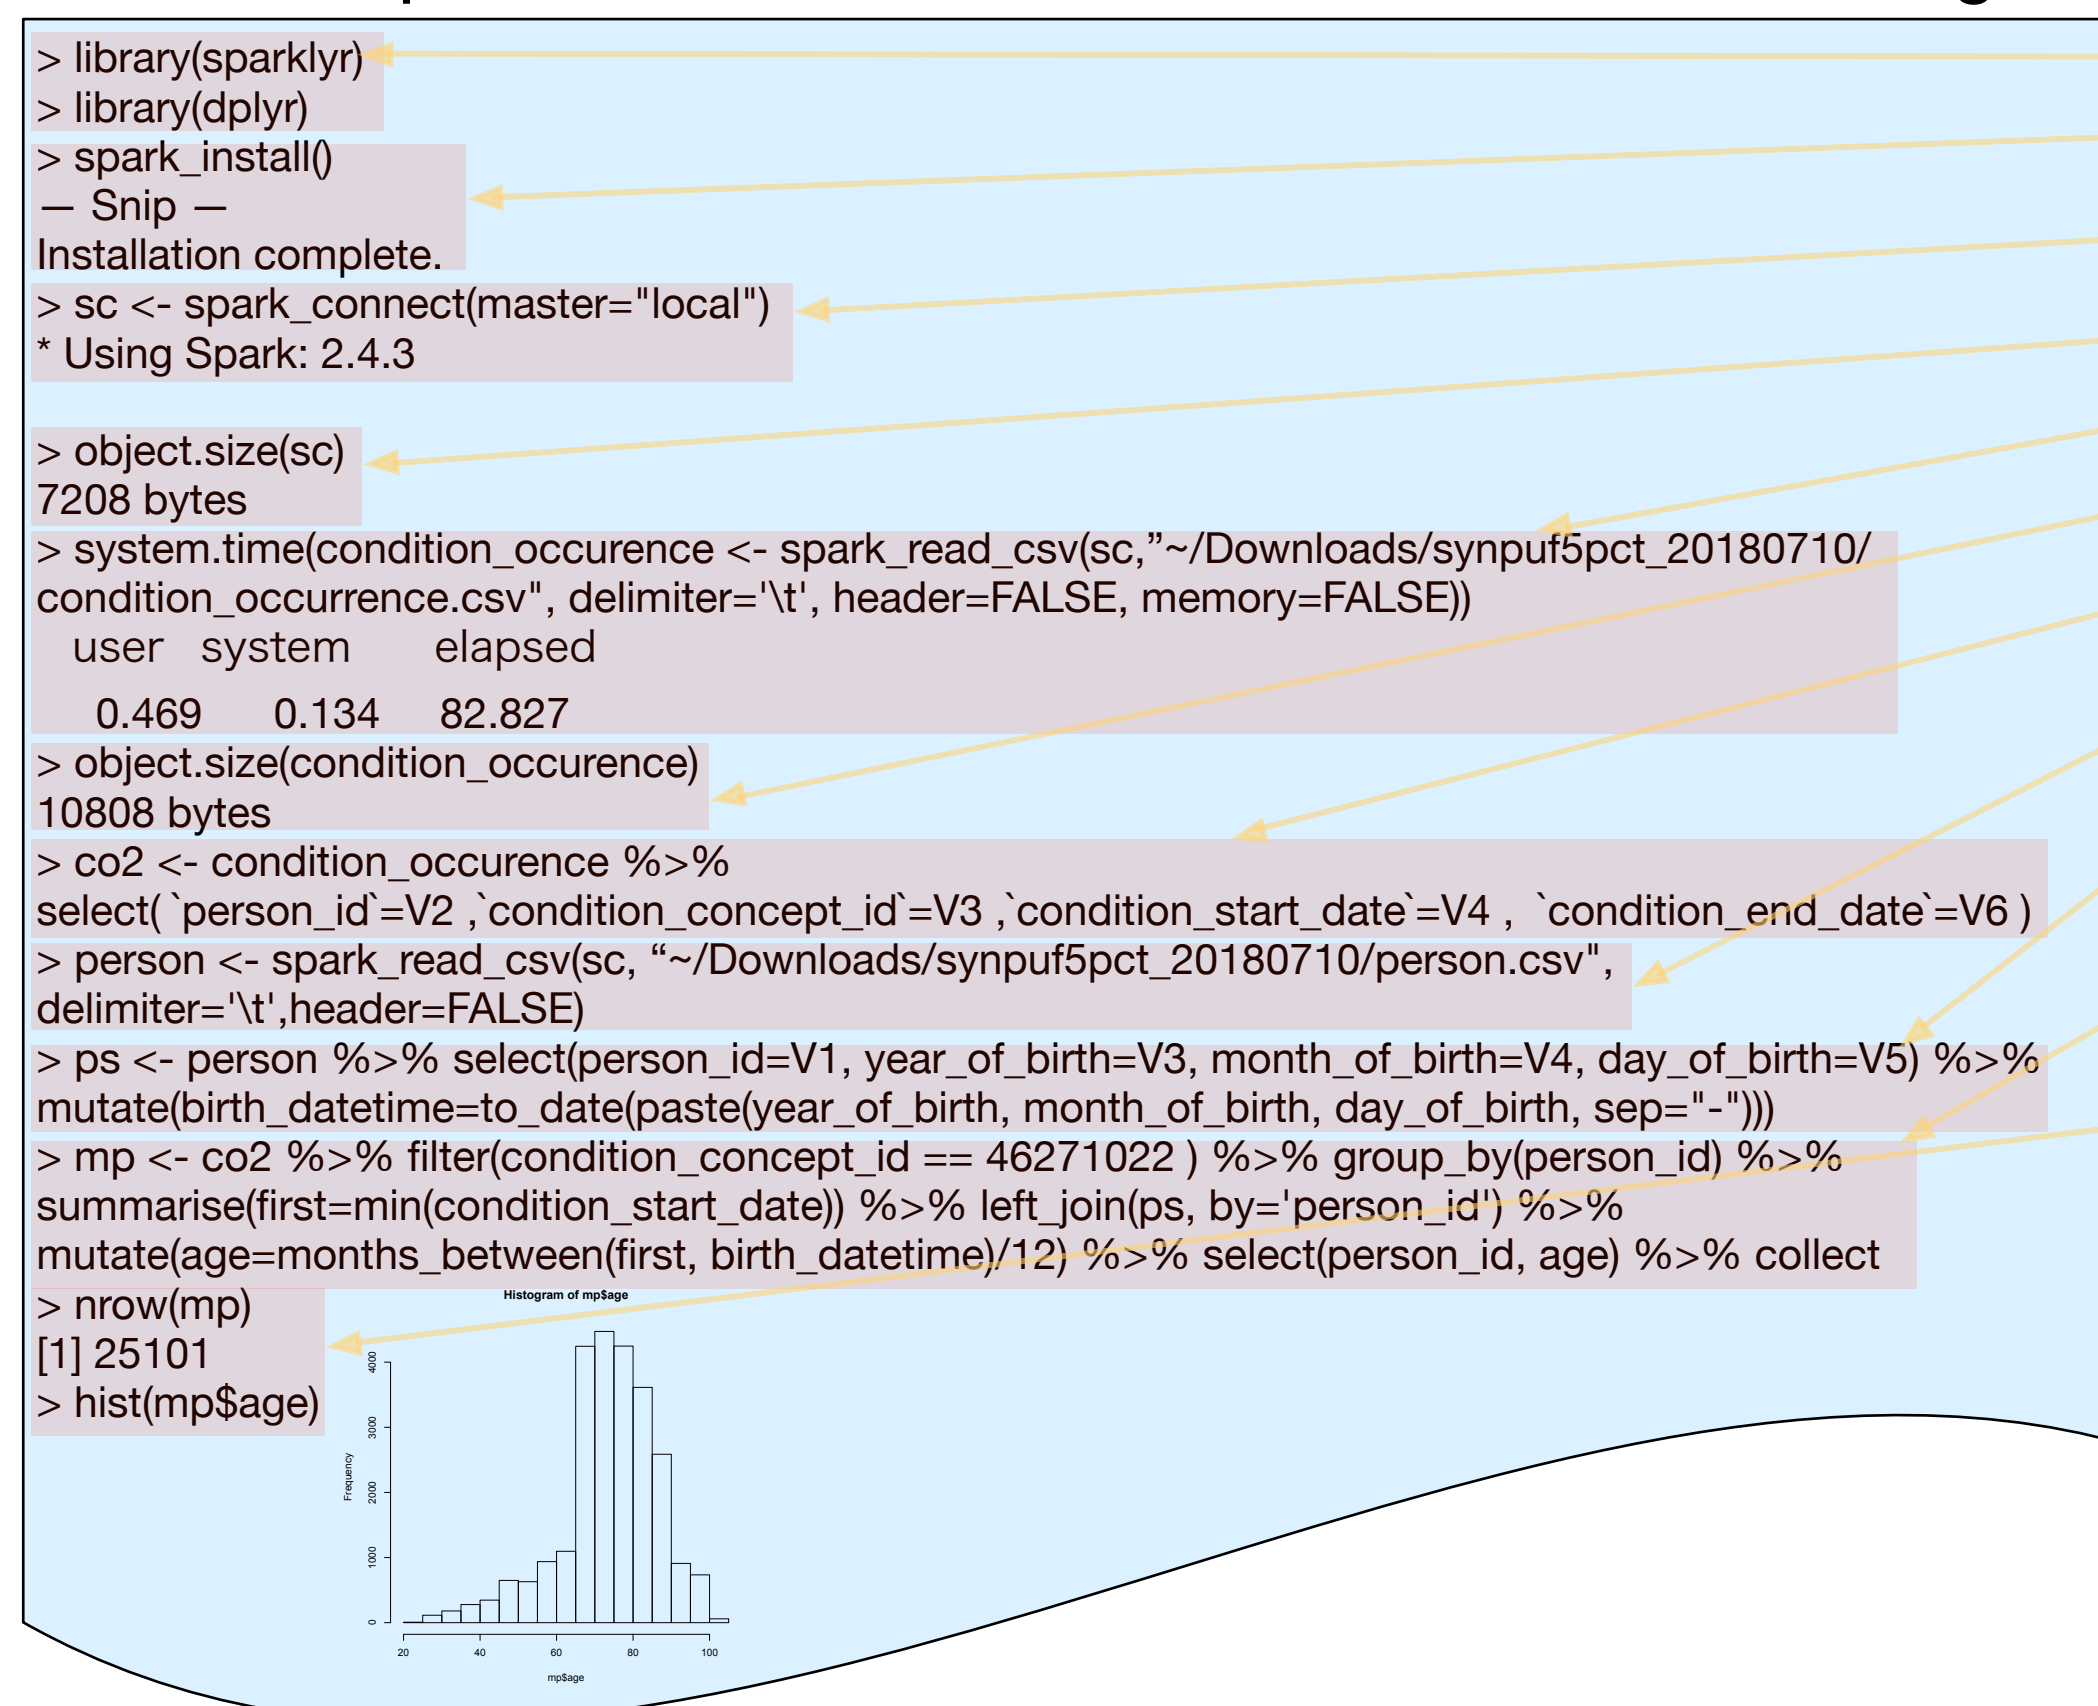 > library(sparklyr)
> library(dplyr)
> spark_install()
— Snip —
Installation complete.
> sc <- spark_connect(master="local")
* Using Spark: 2.4.3
> object.size(sc)
7208 bytes
> system.time(condition_occurence <- spark_read_csv(sc,”~/Downloads/synpuf5pct_20180710/
condition_occurrence.csv", delimiter='\t', header=FALSE, memory=FALSE))
user system elapsed
0.469 0.134 82.827
> object.size(condition_occurence)
10808 bytes
> co2 <- condition_occurence %>%
select( `person_id`=V2 ,`condition_concept_id`=V3 ,`condition_start_date`=V4 , `condition_end_date`=V6 )
> person <- spark_read_csv(sc, “~/Downloads/synpuf5pct_20180710/person.csv",
delimiter='\t',header=FALSE)
> ps <- person %>% select(person_id=V1, year_of_birth=V3, month_of_birth=V4, day_of_birth=V5) %>%
mutate(birth_datetime=to_date(paste(year_of_birth, month_of_birth, day_of_birth, sep="-")))
> mp <- co2 %>% filter(condition_concept_id == 46271022 ) %>% group_by(person_id) %>%
summarise(first=min(condition_start_date)) %>% left_join(ps, by='person_id') %>%
mutate(age=months_between(first, birth_datetime)/12) %>% select(person_id, age) %>% collect
> nrow(mp)
[1] 25101
> hist(mp$age)
Histogram of mp$age
Frequency
4000
3000
2000
1000
0
20 40 60 80 100
mp$age